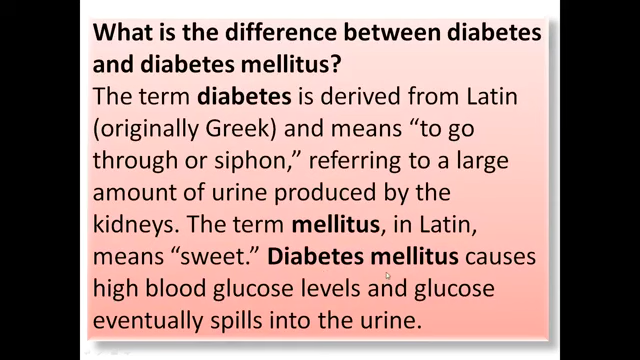 What is the difference between diabetes
and diabetes mellitus?
The term diabetes is derived from Latin
(originally Greek) and means “to go
through or siphon,” referring to a large
amount of urine produced by the
kidneys. The term mellitus, in Latin,
means “sweet.” Diabetes mellitus causes
high blood glucose levels and glucose
eventually spills into the urine.